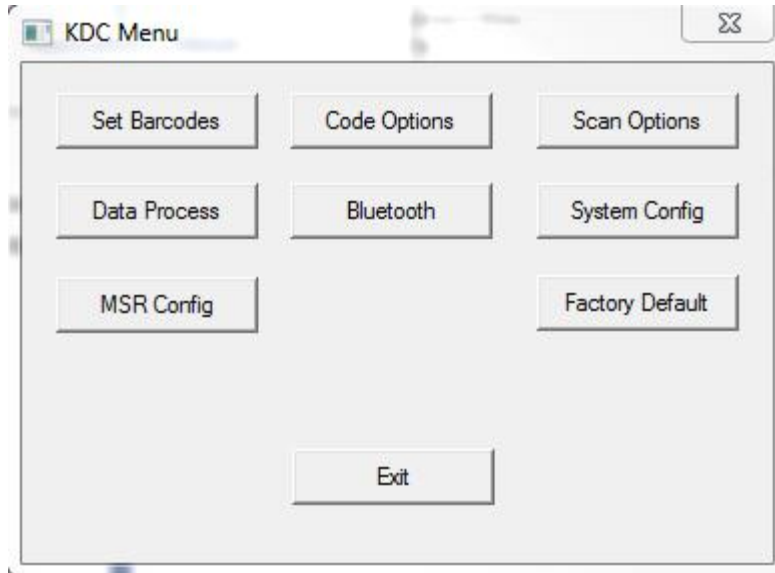 KDC Menu
Set Barcodes Code Options Scan Options
Data Process Bluetooth System Config
MSR Config Factory Default
Exit